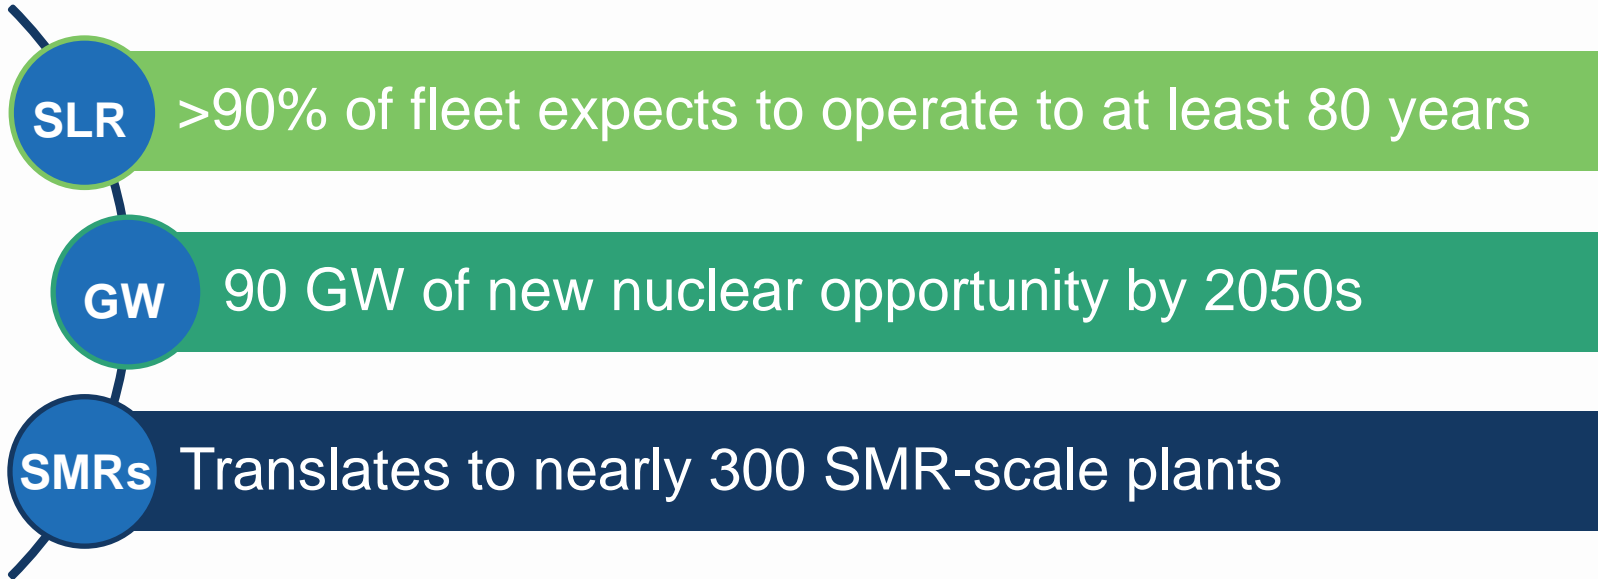 SLR
>90% of fleet expects to operate to at least 80 years
GW
90 GW of new nuclear opportunity by 2050s
SMRs
Translates to nearly 300 SMR-scale plants